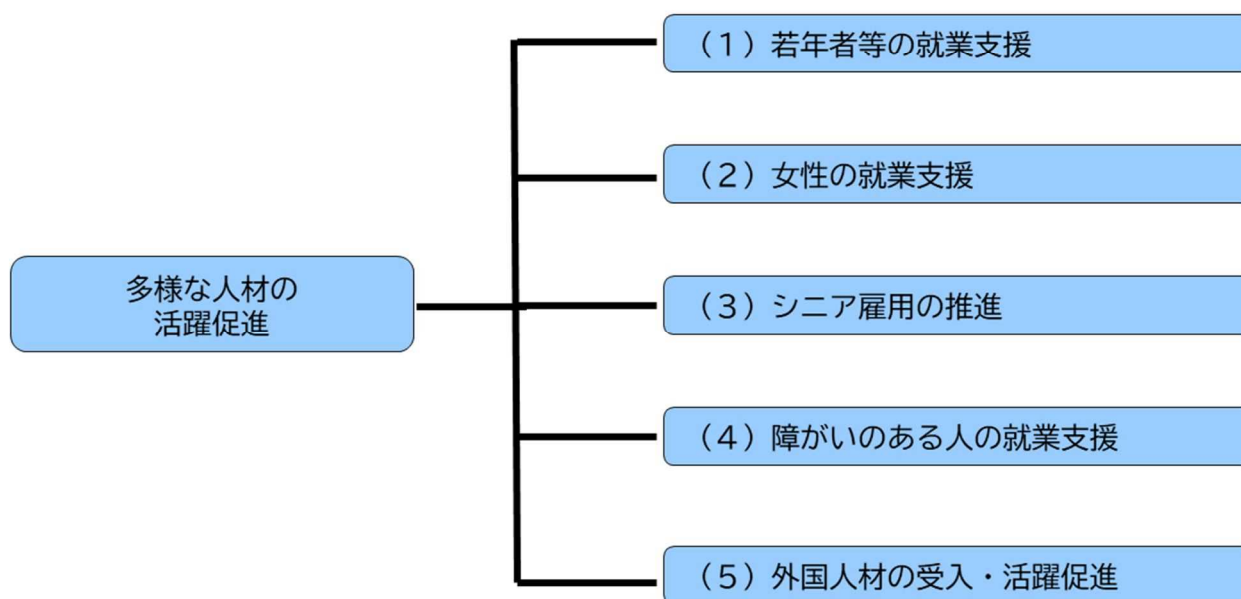 （１）若年者等の就業支援
（２）女性の就業支援
多様な人材の
活躍促進
（３）シニア雇用の推進
（４）障がいのある人の就業支援
（５）外国人材の受入・活躍促進